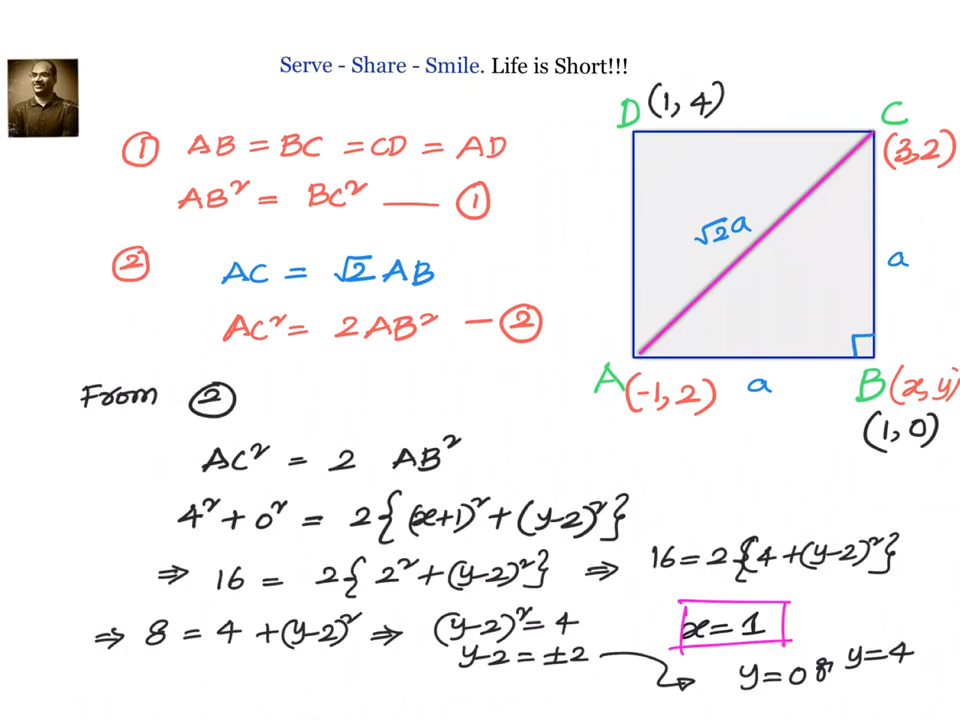 Serve - Share - Smile. Life is Short!!!
① AB = BC = CD = AD
AB² = BC² —— ①
② AC = √2 AB
AC² = 2AB² — ②
From ②
AC² = 2 AB²
4² + 0² = 2{(x+1)² + (y-2)²}
⇒ 16 = 2{2² + (y-2)²} ⇒ 16 = 2{4 + (y-2)²}
⇒ 8 = 4 + (y-2)² ⇒ (y-2)² = 4
y-2 = ±2
x = 1
y = 0 or y = 4
D (1, 4)
C
(3, 2)
√2a
a
A (-1, 2)
a
B (x, y)
(1, 0)